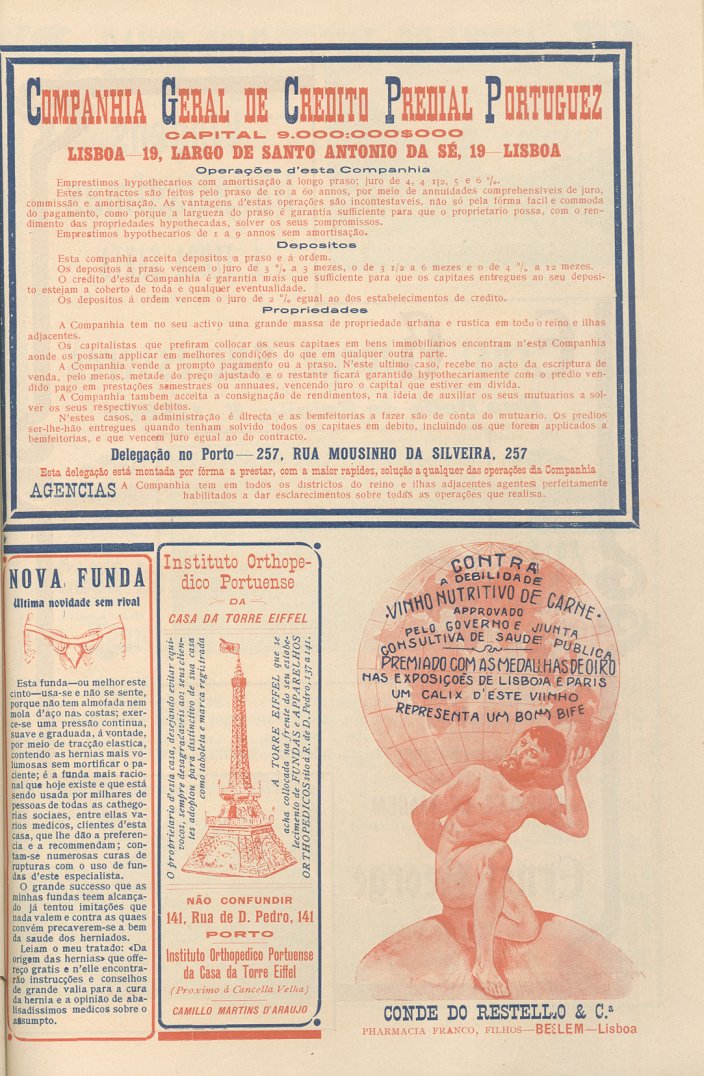 COMPANHIA GERAL DE CREDITO PREDIAL PORTUGUEZ
CAPITAL 9.000:000$000
LISBOA—19, LARGO DE SANTO ANTONIO DA SÉ, 19—LISBOA
Operações d'esta Companhia
Emprestimos hypothecarios com amortisação a longo praso; juro de 4, 4 1|2, 5 e 6 %.
Estes contractos são feitos pelo praso de 10 a 60 annos, por meio de annuidades comprehensiveis de juro,
commissão e amortisação. As vantagens d'estas operações são incontestaveis, não só pela fórma facil e commoda
do pagamento, como porque a largueza do praso é garantia sufficiente para que o proprietario possa, com o ren-
dimento das propriedades hypothecadas, solver os seus compromissos.
Emprestimos hypothecarios de 1 a 9 annos sem amortisação.
Depositos
Esta companhia acceita depositos a praso e á ordem.
Os depositos a praso vencem o juro de 3 % a 3 mezes, o de 3 1/2 a 6 mezes e o de 4 % a 12 mezes.
O credito d'esta Companhia é garantia mais que sufficiente para que os capitaes entregues ao seu deposi-
to estejam a coberto de toda e qualquer eventualidade.
Os depositos á ordem vencem o juro de 2 % egual ao dos estabelecimentos de credito.
Propriedades
A Companhia tem no seu activo uma grande massa de propriedade urbana e rustica em todo o reino e ilhas
adjacentes.
Os capitalistas que prefiram collocar os seus capitaes em bens immobiliarios encontram n'esta Companhia
aonde os possam applicar em melhores condições do que em qualquer outra parte.
A Companhia vende a prompto pagamento ou a praso. N'este ultimo caso, recebe no acto da escriptura de
venda, pelo menos, metade do preço ajustado e o restante ficará garantido hypothecariamente com o predio ven-
dido pago em prestações semestraes ou annuaes, vencendo juro o capital que estiver em divida.
A Companhia tambem acceita a consignação de rendimentos, na ideia de auxiliar os seus mutuarios a sol-
ver os seus respectivos debitos.
N'estes casos, a administração é directa e as bemfeitorias a fazer são de conta do mutuario. Os predios
ser-lhe-hão entregues quando tenham solvido todos os capitaes em debito, incluindo os que forem applicados a
bemfeitorias, e que vencem juro egual ao do contracto.
Delegação no Porto—257, RUA MOUSINHO DA SILVEIRA, 257
Esta delegação está montada por fórma a prestar, com a maior rapidez, solução a qualquer das operações da Companhia
AGENCIAS A Companhia tem em todos os districtos do reino e ilhas adjacentes agentes perfeitamente
habilitados a dar esclarecimentos sobre todas as operações que realisa.
NOVA FUNDA
Ultima novidade sem rival
Esta funda—ou melhor este
cinto—usa-se e não se sente,
porque não tem almofada nem
mola d'aço nas costas; exer-
ce-se uma pressão continua,
suave e graduada, á vontade,
por meio de tracção elastica,
contendo as hernias mais vo-
lumosas sem mortificar o pa-
ciente; é a funda mais racio-
nal que hoje existe e que está
sendo usada por milhares de
pessoas de todas as cathego-
rias sociaes, entre ellas va-
rios medicos, clientes d'esta
casa, que lhe dão a preferen-
cia e a recommendam; con-
tam-se numerosas curas de
rupturas com o uso de fun-
das d'este especialista.
O grande successo que as
minhas fundas teem alcança-
do já tentou imitações que
nada valem e contra as quaes
convém precaverem-se a bem
da saude dos herniados.
Leiam o meu tratado: «Da
origem das hernias» que offe-
reço gratis e n'elle encontra-
rão instrucções e conselhos
de grande valia para a cura
da hernia e a opinião de aba-
lisadissimos medicos sobre o
assumpto.
Instituto Orthope-
dico Portuense
DA
CASA DA TORRE EIFFEL
O proprietario d'esta casa, desejando evitar equi-
vocos, sempre desagradaveis aos seus clien-
tes adoptou para distinctivo de sua casa
como taboleta e marca registrada
A TORRE EIFFEL que se
acha collocada na frente do seu estabe-
lecimento de FUNDAS e APPARELHOS
ORTHOPEDICOS sito á R. de D. Pedro, 137 a 141.
NÃO CONFUNDIR
141, Rua de D. Pedro, 141
PORTO
Instituto Orthopedico Portuense
da Casa da Torre Eiffel
(Proximo á Cancella Velha)
CAMILLO MARTINS D'ARAUJO
CONTRA
A DEBILIDADE
VINHO NUTRITIVO DE CARNE
APPROVADO
PELO GOVERNO E JUNTA
CONSULTIVA DE SAUDE PUBLICA
PREMIADO COM AS MEDALHAS DE OIRO
NAS EXPOSIÇÕES DE LISBOA E PARIS
UM CALIX D'ESTE VINHO
REPRESENTA UM BOM BIFE
CONDE DO RESTELLO & C.ª
PHARMACIA FRANCO, FILHOS—BELEM—Lisboa